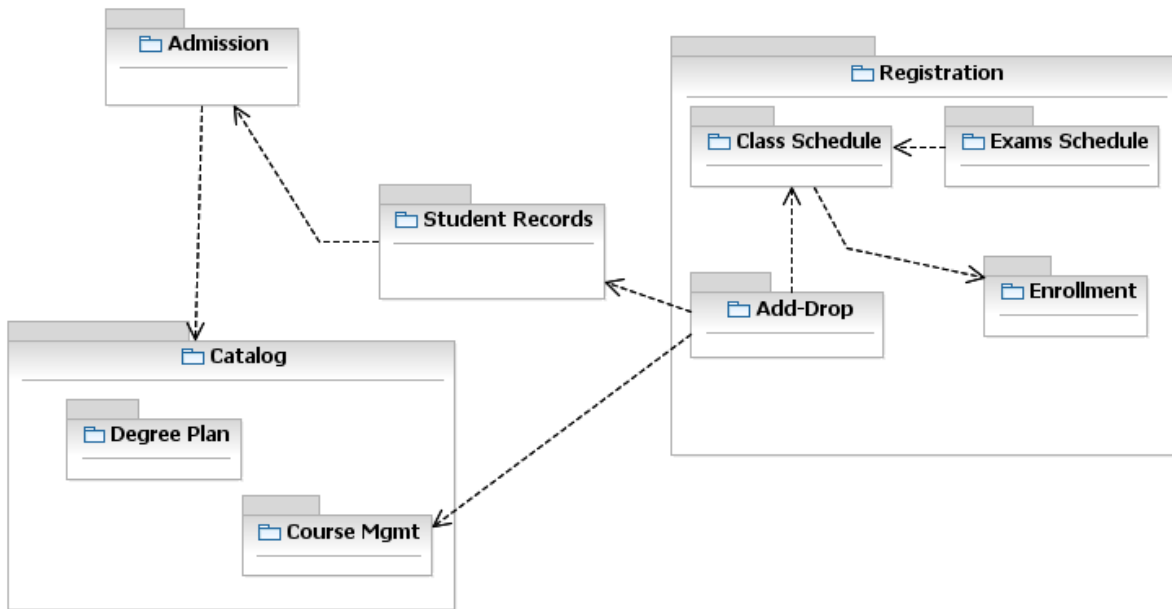 Admission
Registration
Class Schedule
Exams Schedule
Student Records
Enrollment
Add-Drop
Catalog
Degree Plan
Course Mgmt